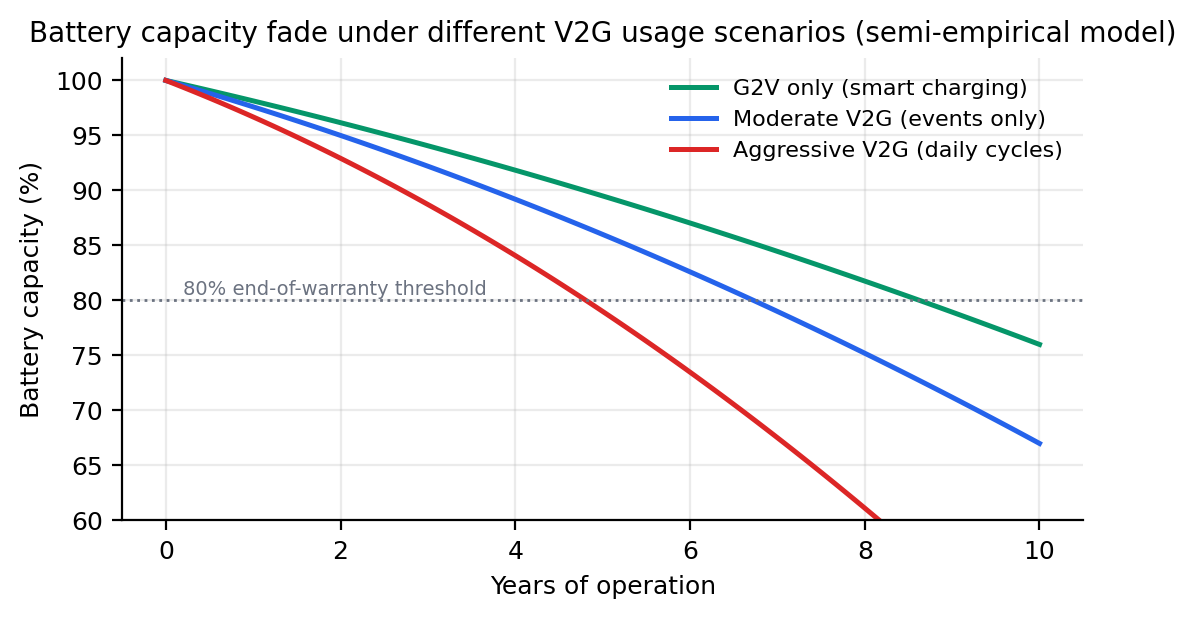 Battery capacity fade under different V2G usage scenarios (semi-empirical model)
G2V only (smart charging)
Moderate V2G (events only)
Aggressive V2G (daily cycles)
80% end-of-warranty threshold
Battery capacity (%)
100
95
90
85
80
75
70
65
60
0 2 4 6 8 10
Years of operation